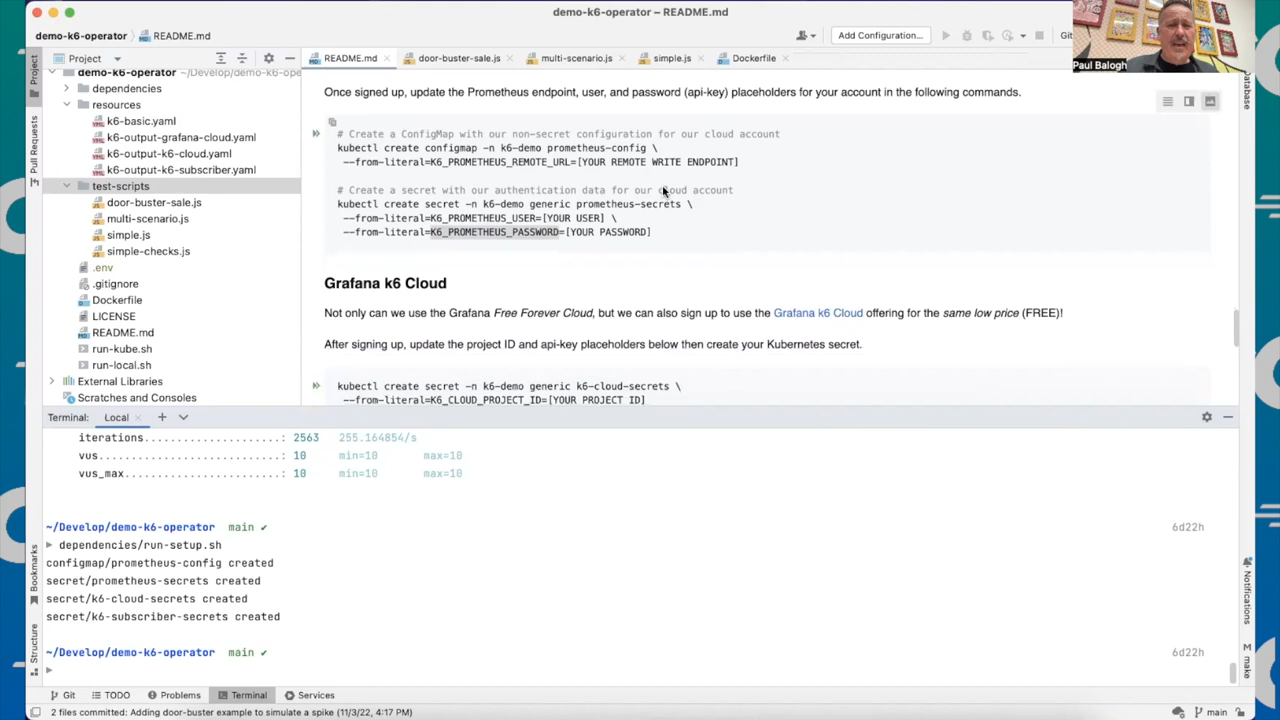 demo-k6-operator – README.md
demo-k6-operator
README.md
Add Configuration...
Git
Paul Balogh
Project
Project
README.md
door-buster-sale.js
multi-scenario.js
simple.js
Dockerfile
Database
Pull Requests
demo-k6-operator ~/Develop/demo-k6-ope
dependencies
resources
k6-basic.yaml
k6-output-grafana-cloud.yaml
k6-output-k6-cloud.yaml
k6-output-k6-subscriber.yaml
test-scripts
door-buster-sale.js
multi-scenario.js
simple.js
simple-checks.js
.env
.gitignore
Dockerfile
LICENSE
README.md
run-kube.sh
run-local.sh
External Libraries
Scratches and Consoles
Once signed up, update the Prometheus endpoint, user, and password (api-key) placeholders for your account in the following commands.
# Create a ConfigMap with our non-secret configuration for our cloud account
kubectl create configmap -n k6-demo prometheus-config \
--from-literal=K6_PROMETHEUS_REMOTE_URL=[YOUR REMOTE WRITE ENDPOINT]
# Create a secret with our authentication data for our cloud account
kubectl create secret -n k6-demo generic prometheus-secrets \
--from-literal=K6_PROMETHEUS_USER=[YOUR USER] \
--from-literal=K6_PROMETHEUS_PASSWORD=[YOUR PASSWORD]
Grafana k6 Cloud
Not only can we use the Grafana Free Forever Cloud, but we can also sign up to use the Grafana k6 Cloud offering for the same low price (FREE)!
After signing up, update the project ID and api-key placeholders below then create your Kubernetes secret.
kubectl create secret -n k6-demo generic k6-cloud-secrets \
--from-literal=K6_CLOUD_PROJECT_ID=[YOUR PROJECT ID]
Terminal:
Local
iterations......................: 2563 255.164854/s
vus.............................: 10 min=10 max=10
vus_max.........................: 10 min=10 max=10
~/Develop/demo-k6-operator main ✔ 6d22h
dependencies/run-setup.sh
configmap/prometheus-config created
secret/prometheus-secrets created
secret/k6-cloud-secrets created
secret/k6-subscriber-secrets created
~/Develop/demo-k6-operator main ✔ 6d22h
Bookmarks
Structure
Notifications
M make
Git
TODO
Problems
Terminal
Services
2 files committed: Adding door-buster example to simulate a spike (11/3/22, 4:17 PM)
main